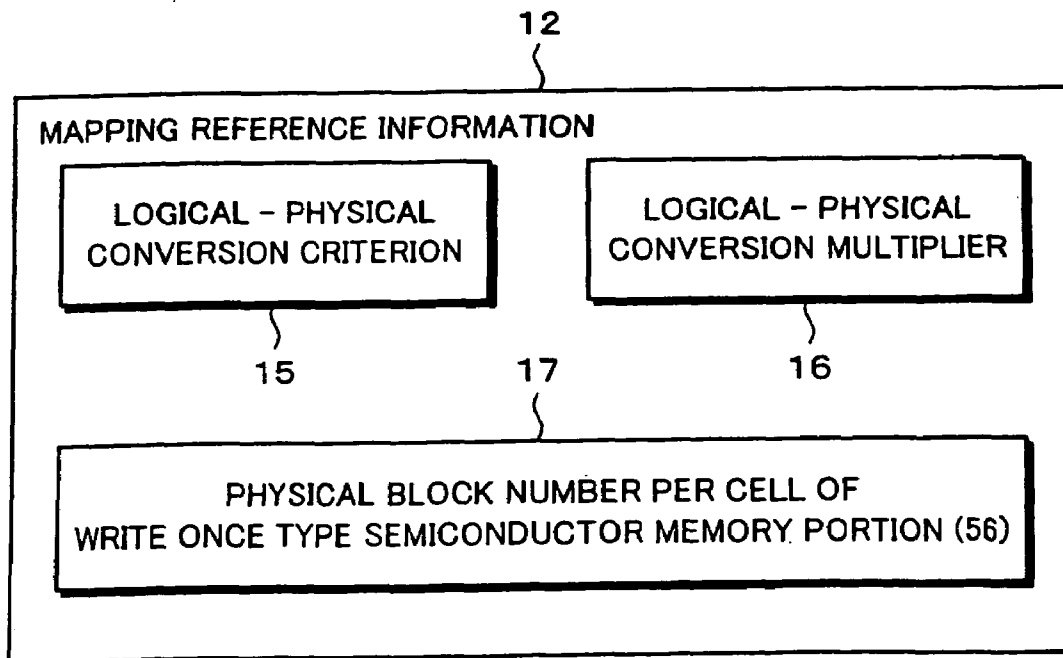 12
MAPPING REFERENCE INFORMATION
LOGICAL - PHYSICAL
CONVERSION CRITERION
LOGICAL - PHYSICAL
CONVERSION MULTIPLIER
15
17
16
PHYSICAL BLOCK NUMBER PER CELL OF
WRITE ONCE TYPE SEMICONDUCTOR MEMORY PORTION (56)